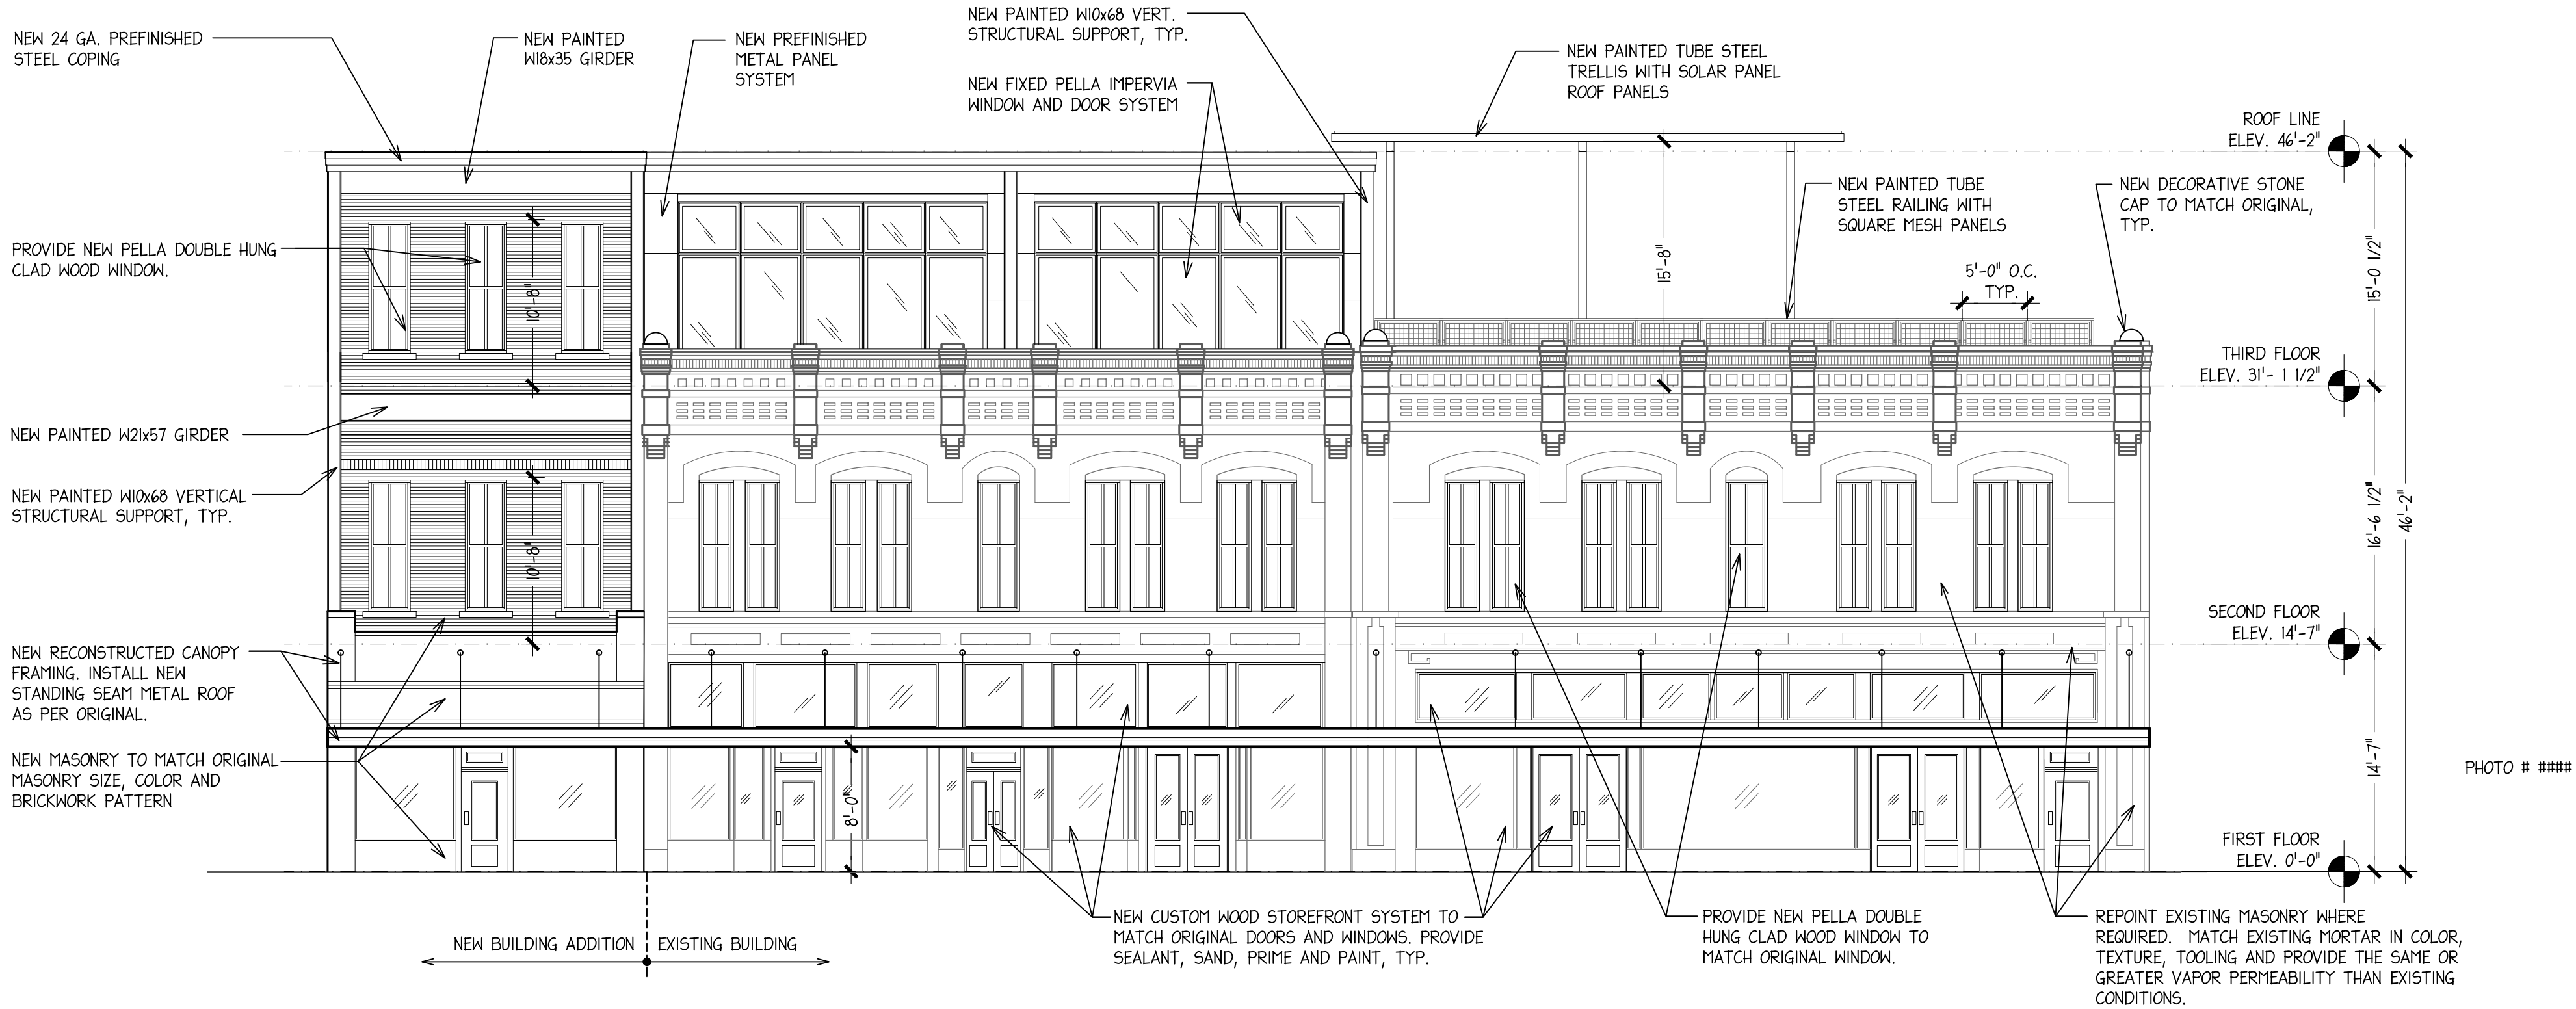 NEW 24 GA. PREFINISHED
STEEL COPING
NEW PAINTED
W18x35 GIRDER
NEW PREFINISHED
METAL PANEL
SYSTEM
NEW PAINTED W10x68 VERT.
STRUCTURAL SUPPORT, TYP.
NEW FIXED PELLA IMPERVIA
WINDOW AND DOOR SYSTEM
NEW PAINTED TUBE STEEL
TRELLIS WITH SOLAR PANEL
ROOF PANELS
ROOF LINE
ELEV. 46'-2"
NEW PAINTED TUBE
STEEL RAILING WITH
SQUARE MESH PANELS
NEW DECORATIVE STONE
CAP TO MATCH ORIGINAL,
TYP.
PROVIDE NEW PELLA DOUBLE HUNG
CLAD WOOD WINDOW.
10'-8"
15'-8"
5'-0" O.C.
TYP.
15'-0 1/2"
THIRD FLOOR
ELEV. 31'- 1 1/2"
NEW PAINTED W21x57 GIRDER
NEW PAINTED W10x68 VERTICAL
STRUCTURAL SUPPORT, TYP.
10'-8"
16'-6 1/2"
46'-2"
SECOND FLOOR
ELEV. 14'-7"
NEW RECONSTRUCTED CANOPY
FRAMING. INSTALL NEW
STANDING SEAM METAL ROOF
AS PER ORIGINAL.
NEW MASONRY TO MATCH ORIGINAL
MASONRY SIZE, COLOR AND
BRICKWORK PATTERN
8'-0"
14'-7"
PHOTO # ####
FIRST FLOOR
ELEV. 0'-0"
NEW BUILDING ADDITION
EXISTING BUILDING
NEW CUSTOM WOOD STOREFRONT SYSTEM TO
MATCH ORIGINAL DOORS AND WINDOWS. PROVIDE
SEALANT, SAND, PRIME AND PAINT, TYP.
PROVIDE NEW PELLA DOUBLE
HUNG CLAD WOOD WINDOW TO
MATCH ORIGINAL WINDOW.
REPOINT EXISTING MASONRY WHERE
REQUIRED. MATCH EXISTING MORTAR IN COLOR,
TEXTURE, TOOLING AND PROVIDE THE SAME OR
GREATER VAPOR PERMEABILITY THAN EXISTING
CONDITIONS.